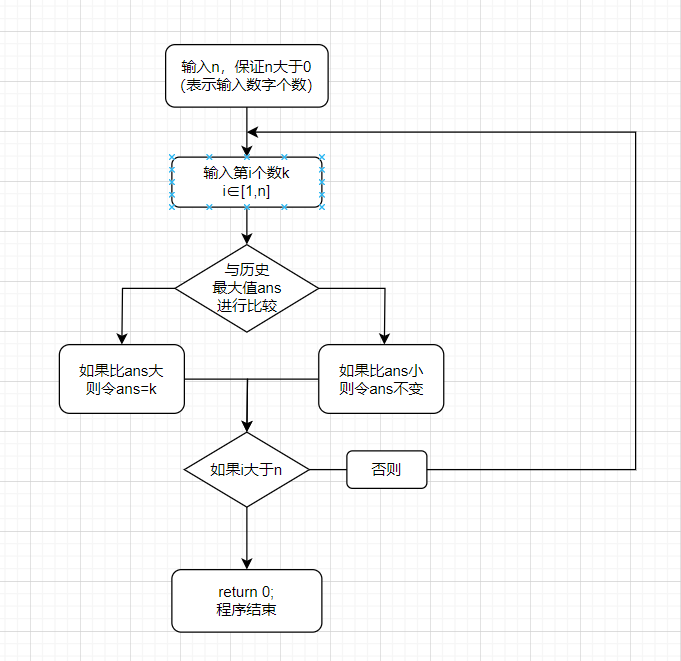 输入n，保证n大于0
（表示输入数字个数）
输入第i个数k
i∈[1,n]
与历史
最大值ans
进行比较
如果比ans大
则令ans=k
如果比ans小
则令ans不变
如果i大于n
否则
return 0;
程序结束